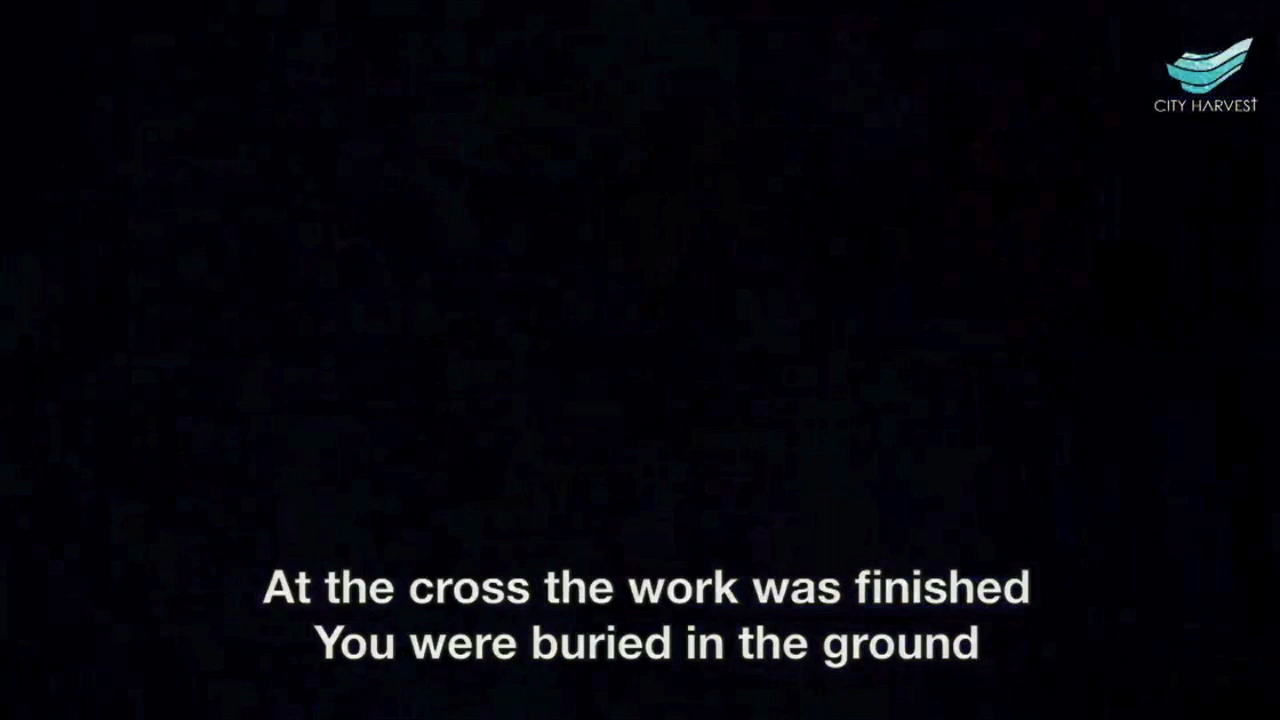 CITY HARVEST
At the cross the work was finished
You were buried in the ground